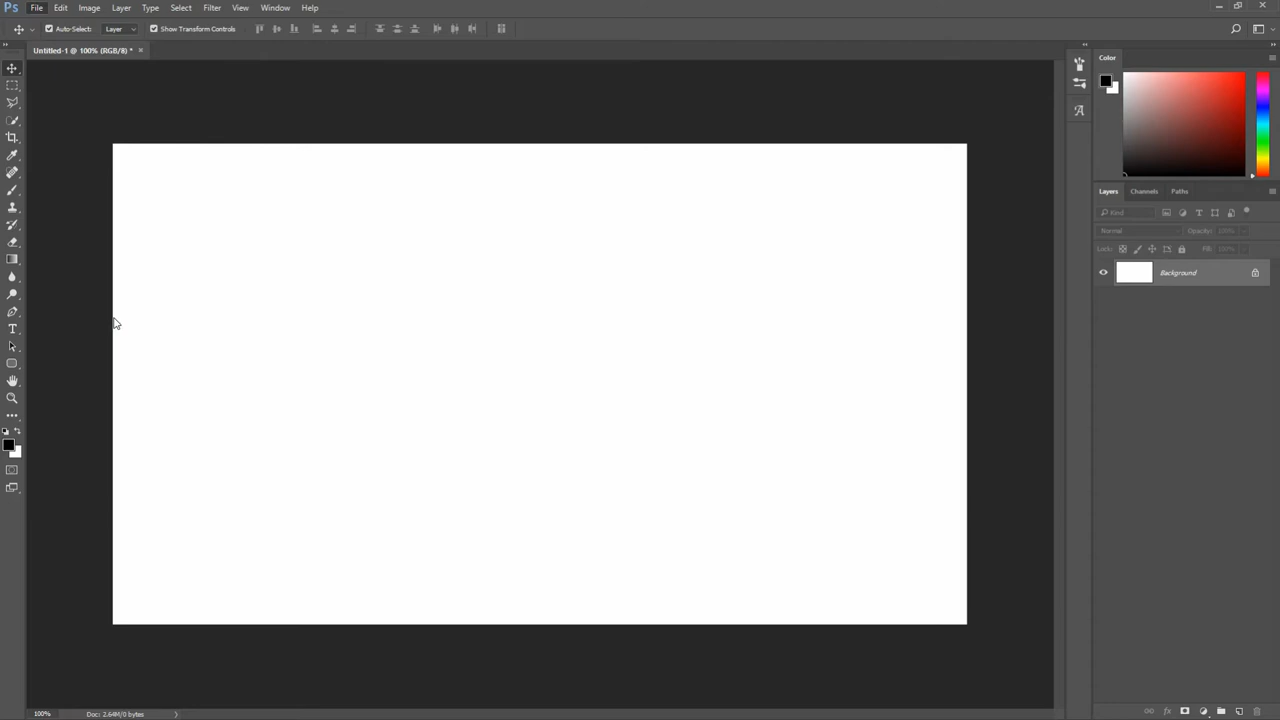 Ps File Edit Image Layer Type Select Filter View Window Help
Auto-Select: Layer Show Transform Controls
Untitled-1 @ 100% (RGB/8) * ×
Color
Layers Channels Paths
Kind
Normal Opacity: 100%
Lock: Fill: 100%
Background
100% Doc: 2.64M/0 bytes